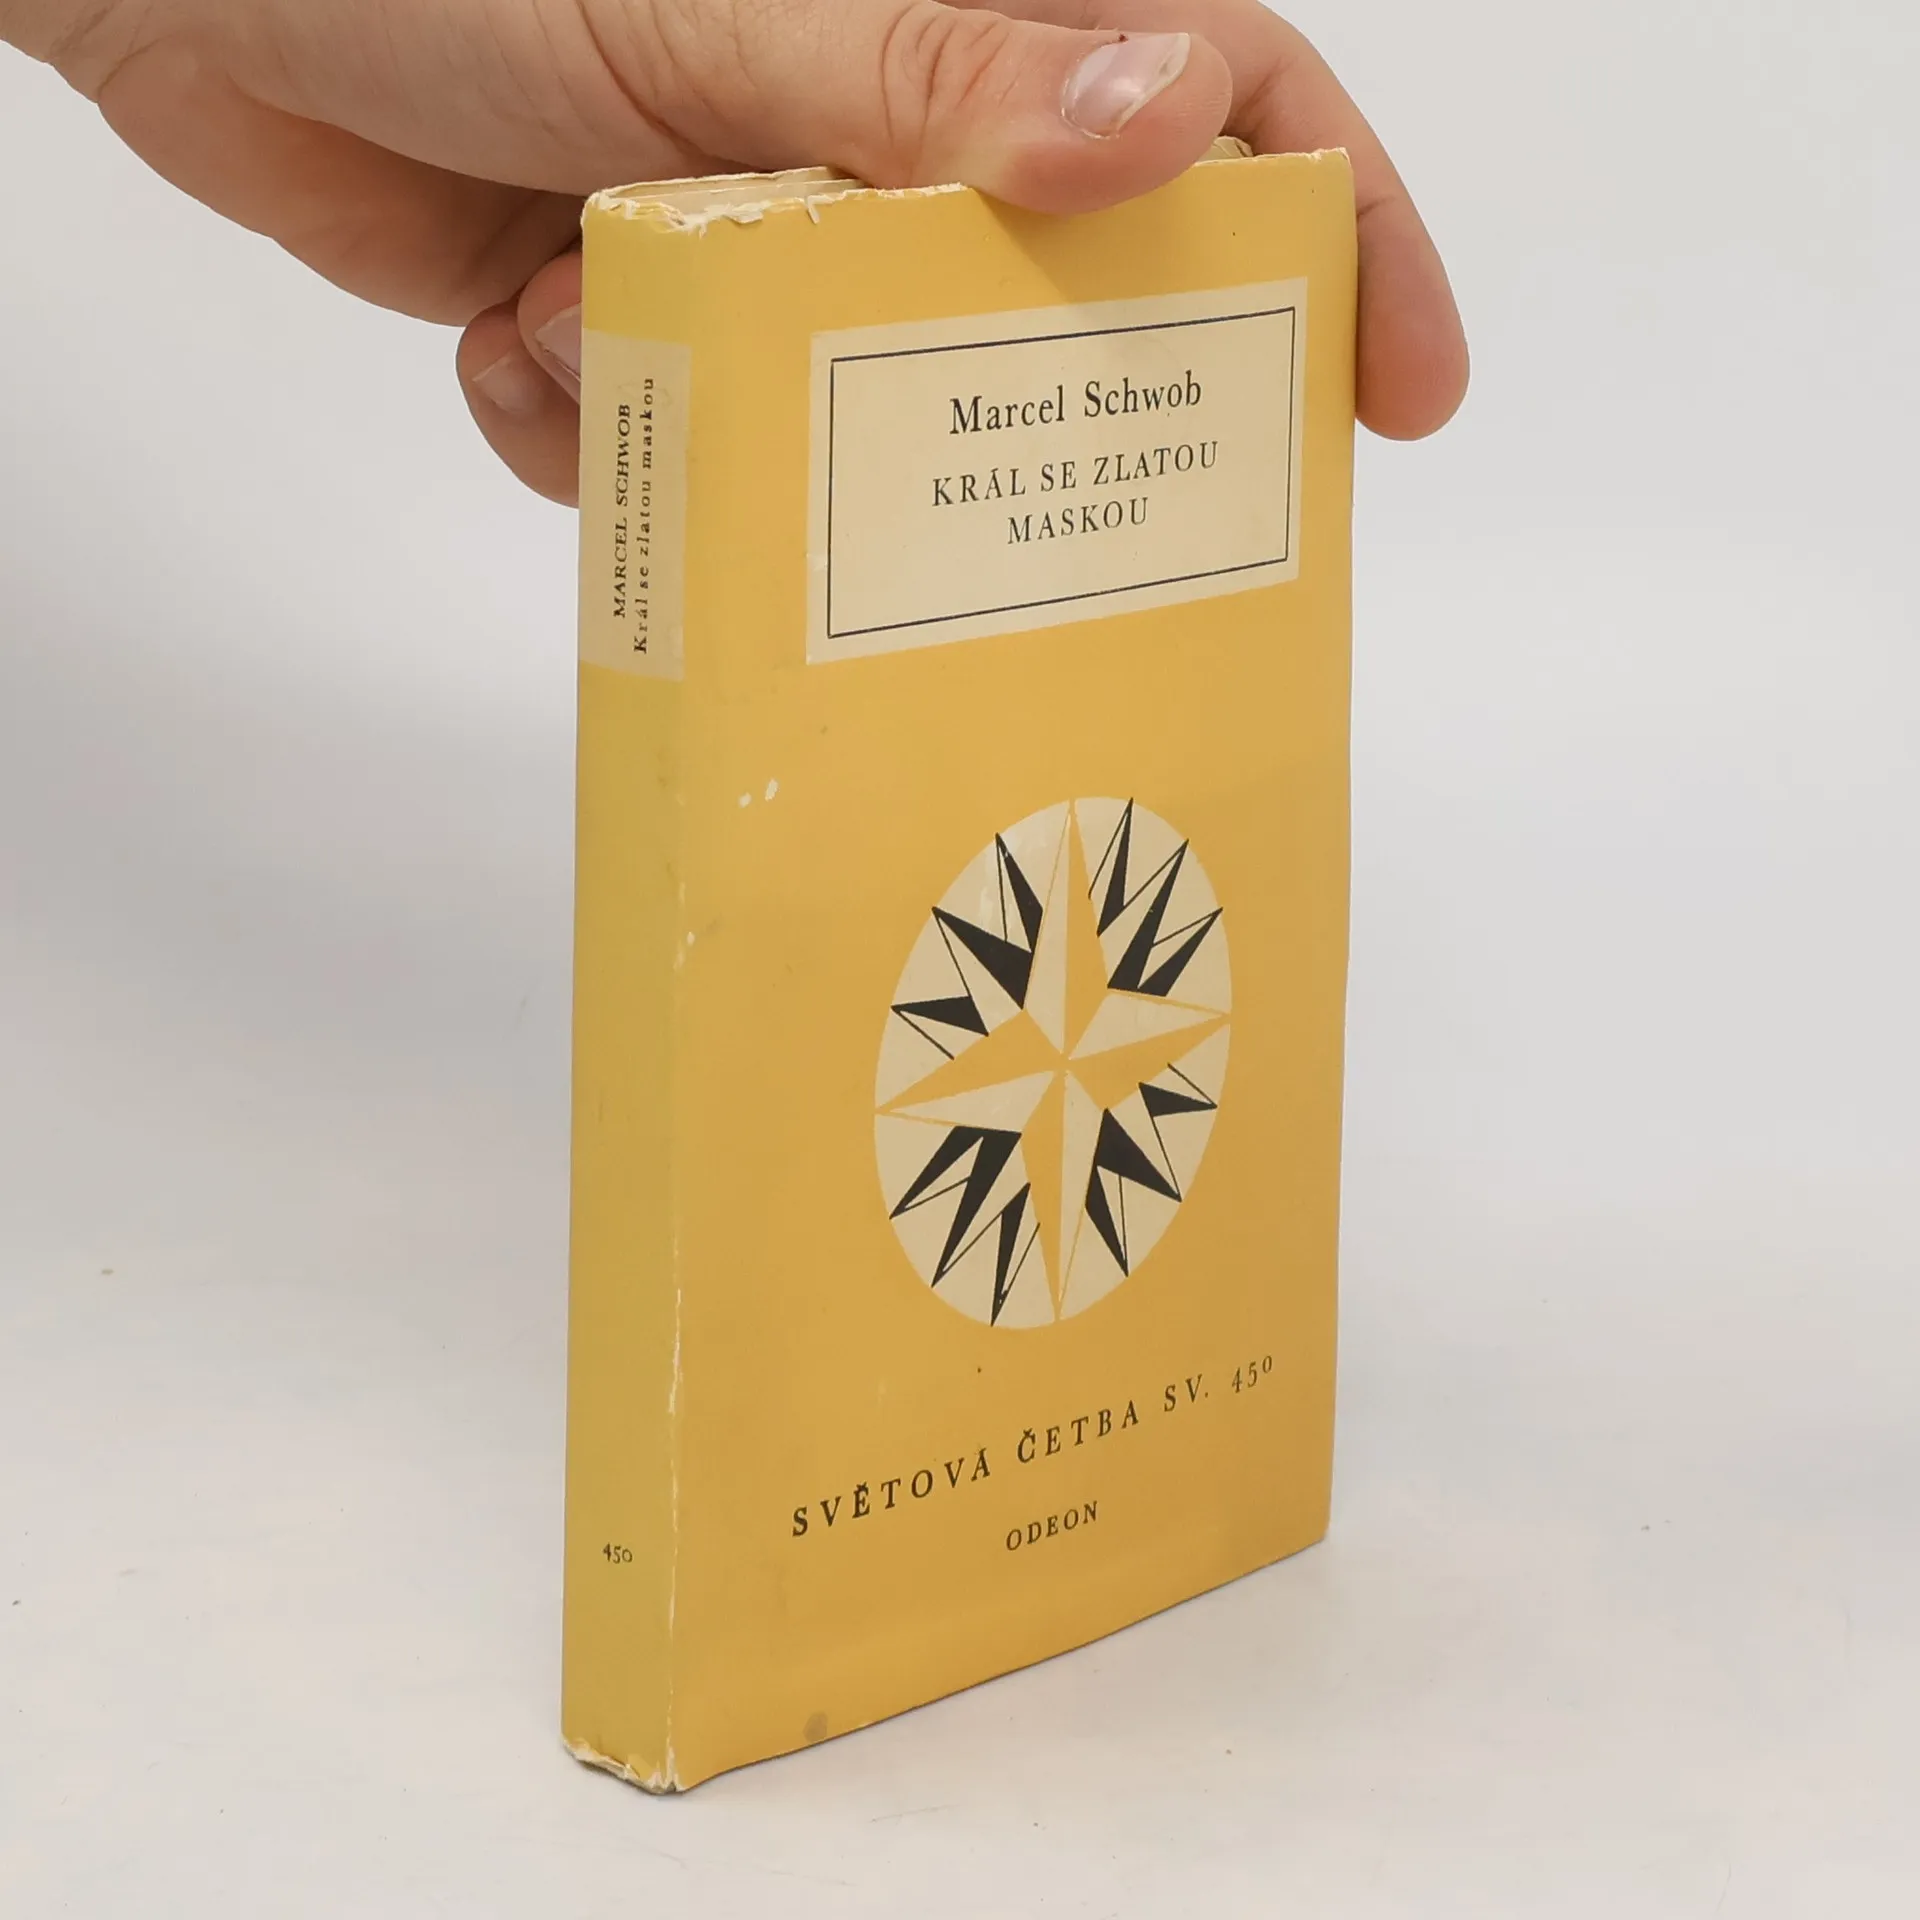 MARCEL SCHWOB
Král se zlatou maskou
450
Marcel Schwob
KRÁL SE ZLATOU
MASKOU
SVĚTOVÁ ČETBA SV. 450
ODEON